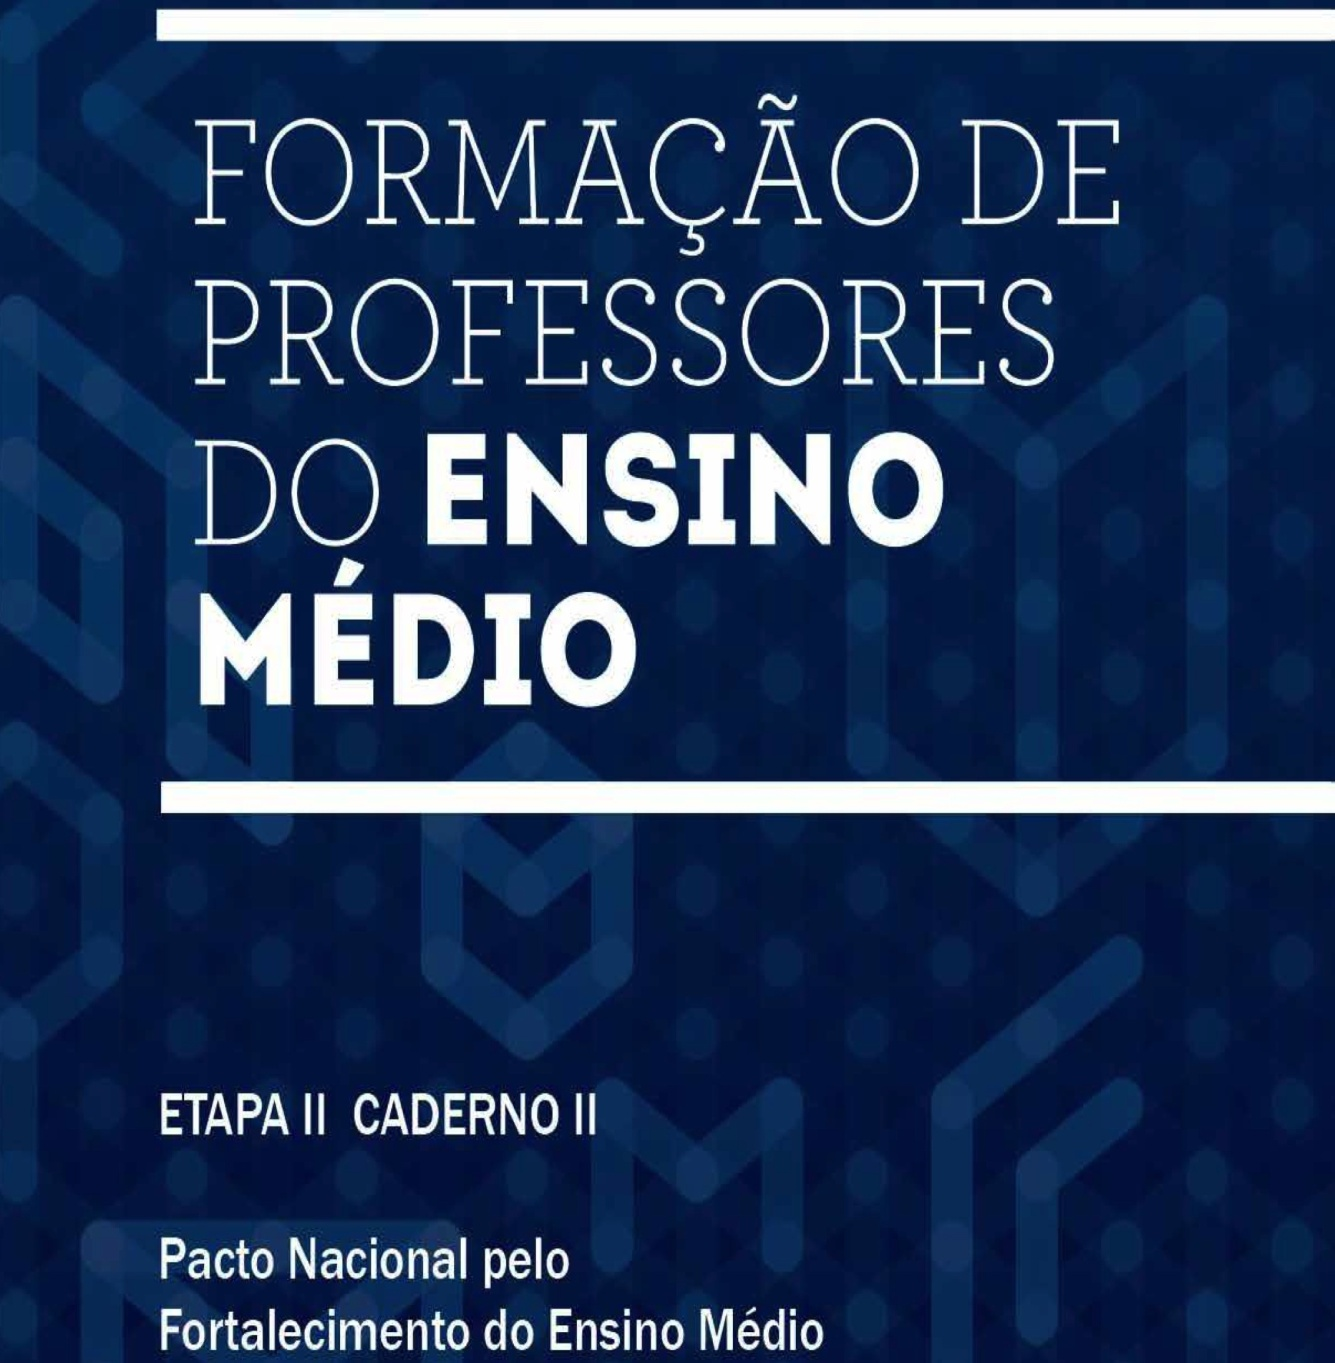 FORMAÇÃO DE
PROFESSORES
DO ENSINO
MÉDIO
ETAPA II CADERNO II
Pacto Nacional pelo
Fortalecimento do Ensino Médio